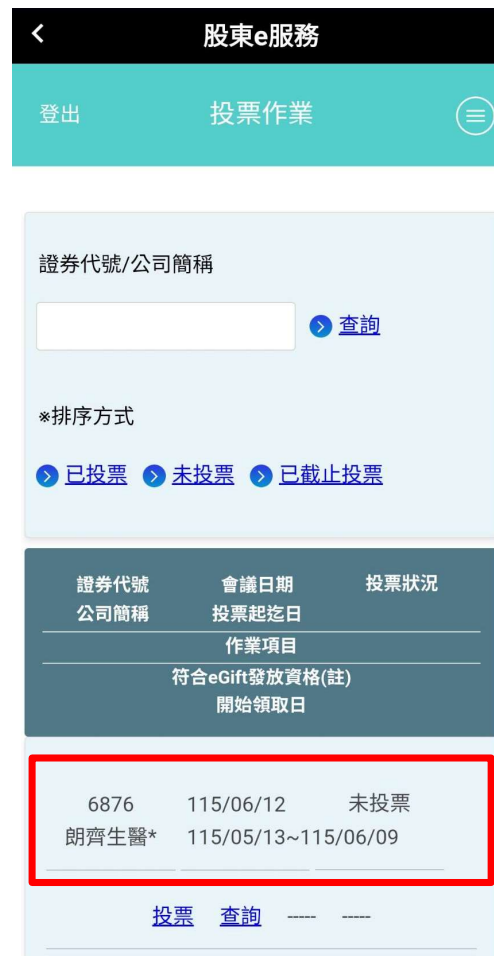 股東e服務
登出 投票作業
證券代號/公司簡稱
查詢
※排序方式
已投票 未投票 已截止投票
證券代號 會議日期 投票狀況
公司簡稱 投票起迄日
作業項目
符合eGift發放資格(註)
開始領取日
6876 115/06/12 未投票
朗齊生醫* 115/05/13~115/06/09
投票 查詢 ----- -----